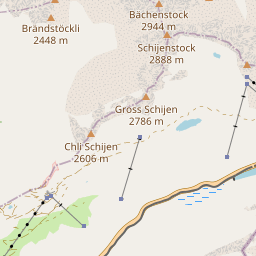 Bächenstock
2944 m
Brandstöckli
2448 m
Schijenstock
2888 m
Gross Schijen
2786 m
Chli Schijen
2606 m